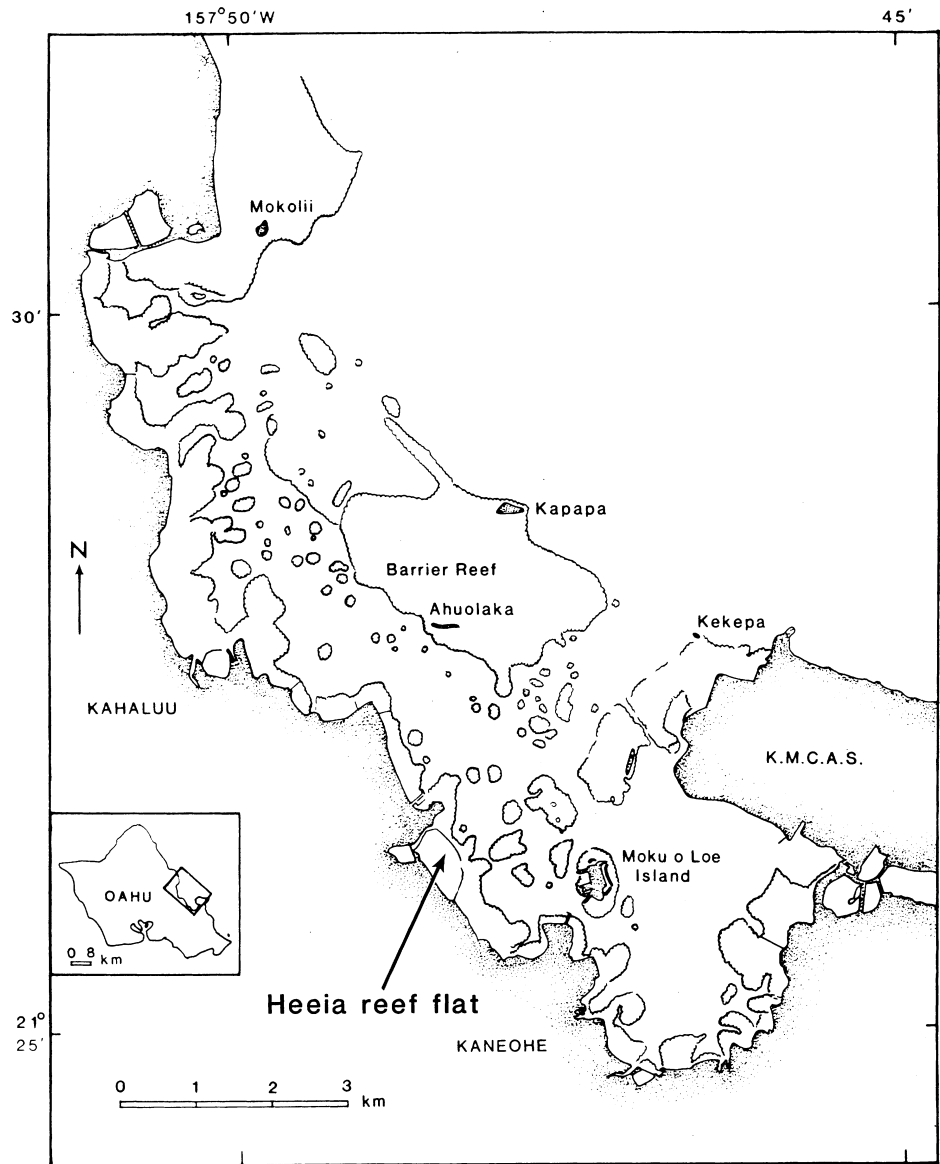 157°50'W
45'
Mokolii
30'
Kapapa
N
Barrier Reef
Ahuolaka
Kekepa
KAHALUU
K.M.C.A.S.
Moku o Loe
Island
OAHU
0 8 km
Heeia reef flat
21°
25'
KANEOHE
0 1 2 3
km